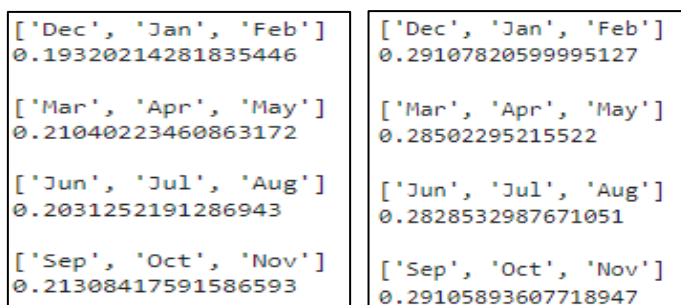 ['Dec', 'Jan', 'Feb']
0.19320214281835446
['Mar', 'Apr', 'May']
0.21040223460863172
['Jun', 'Jul', 'Aug']
0.2031252191286943
['Sep', 'Oct', 'Nov']
0.21308417591586593
['Dec', 'Jan', 'Feb']
0.29107820599995127
['Mar', 'Apr', 'May']
0.28502295215522
['Jun', 'Jul', 'Aug']
0.2828532987671051
['Sep', 'Oct', 'Nov']
0.29105893607718947